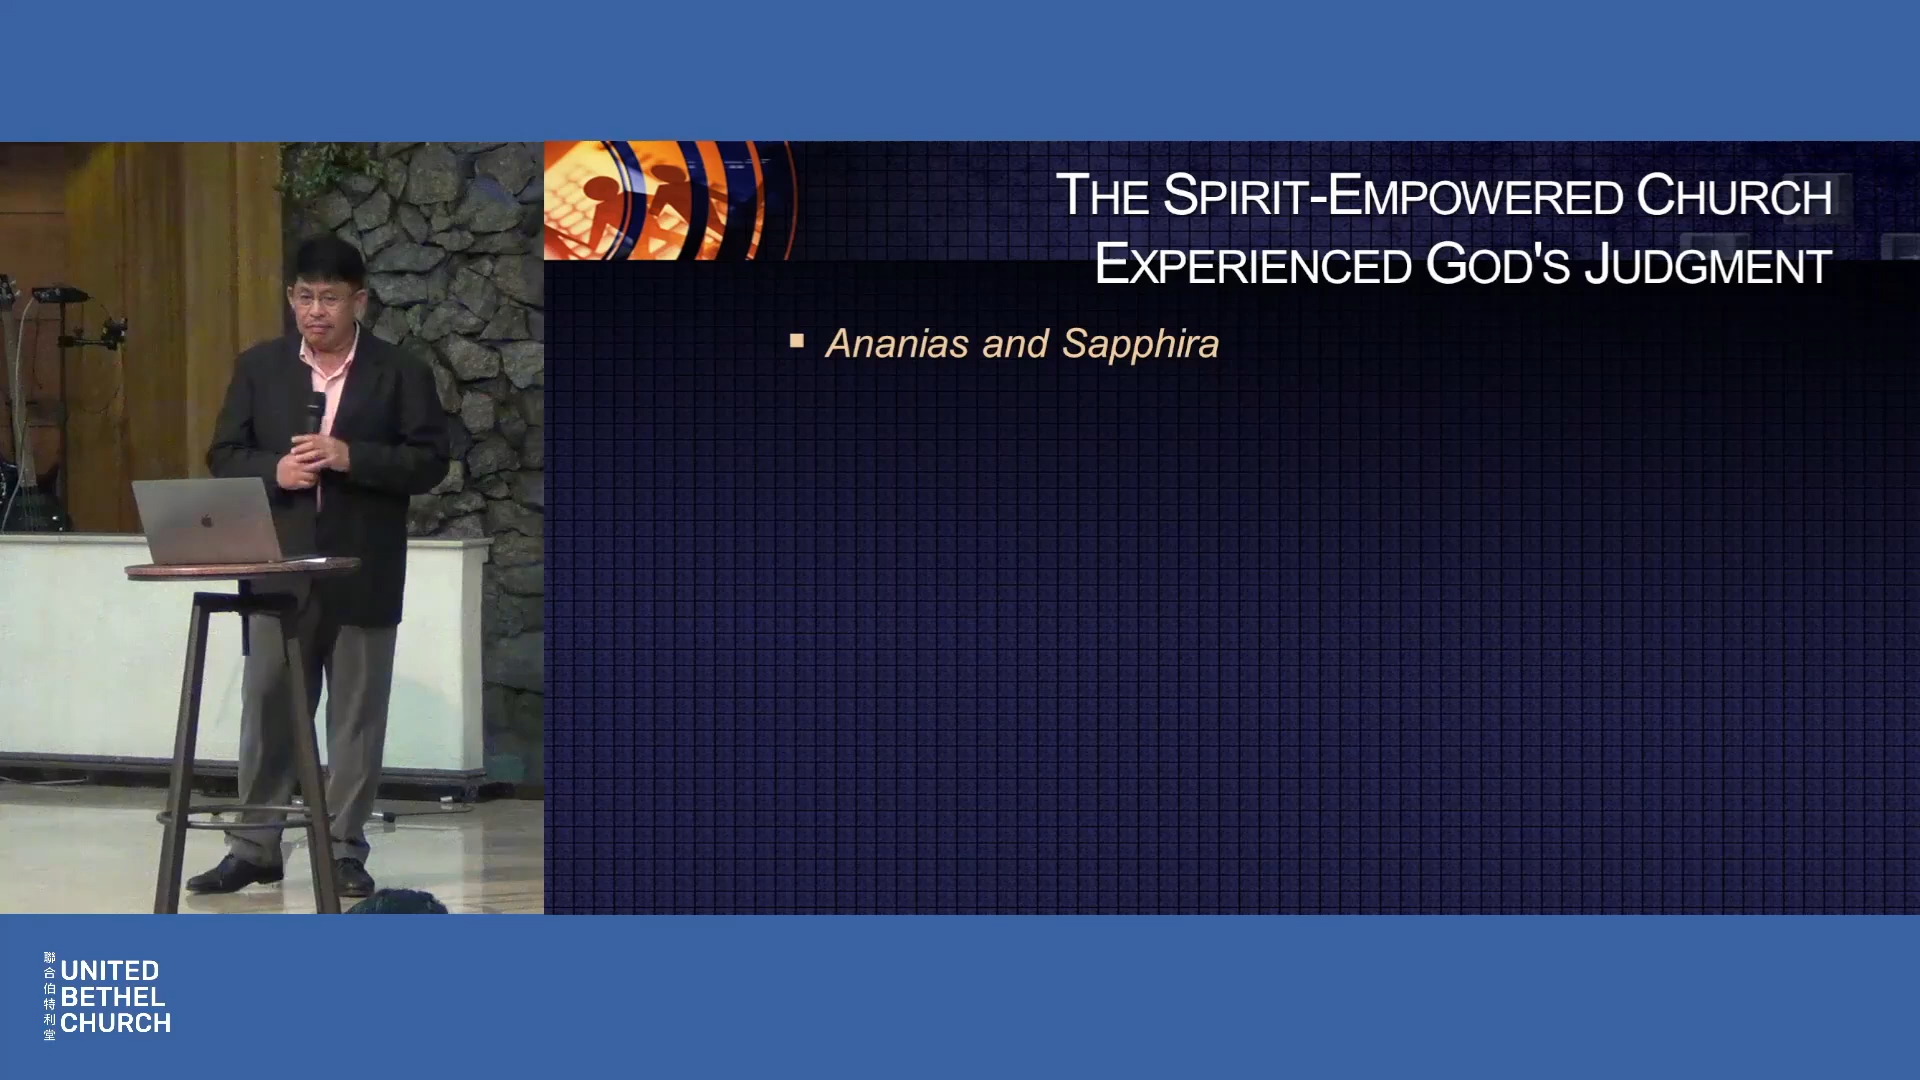 THE SPIRIT-EMPOWERED CHURCH
EXPERIENCED GOD'S JUDGMENT
▪ Ananias and Sapphira
聯合伯特利堂
UNITED
BETHEL
CHURCH